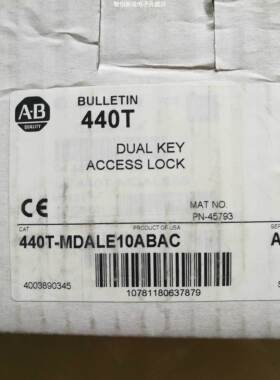 A·B
QUALITY
BULLETIN
440T
DUAL KEY
ACCESS LOCK
CE
MAT NO.
PN-45793
CAT
PRODUCT OF USA
SER
440T-MDALE10ABAC
A
4003890345
10781180637879
S